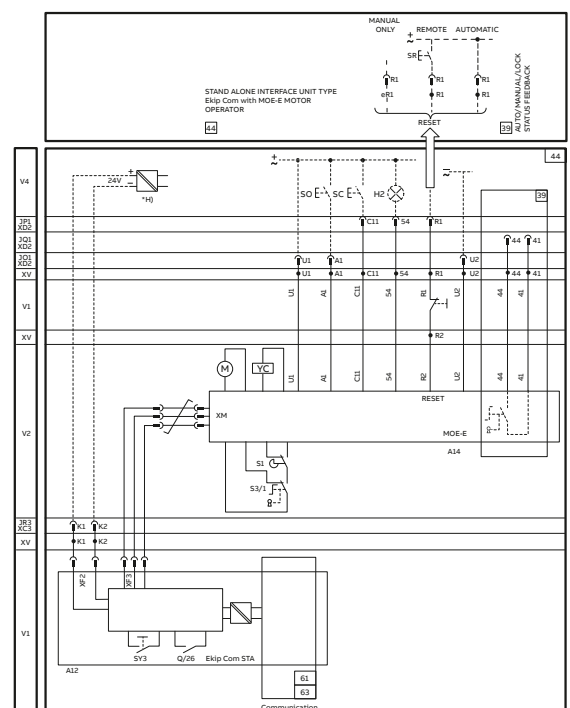 MANUAL ONLY
REMOTE
AUTOMATIC
+
~
SR
R1
R1
R1
eR1
R1
R1
STAND ALONE INTERFACE UNIT TYPE
Ekip Com with MOE-E MOTOR
OPERATOR
44
RESET
39
AUTO/MANUAL/LOCK
STATUS FEEDBACK
V4
24V
+
–
*H)
+
~
SO
SC
H2
–
~
44
39
JP1
XD2
C11
54
R1
JQ1
XD2
44
41
JO1
XD2
U1
A1
U2
XV
U1
A1
C11
54
R1
U2
44
41
V1
U1
A1
C11
54
R1
U2
44
41
XV
R2
V2
M
YC
U1
A1
C11
54
R2
U2
44
41
RESET
XM
MOE-E
A14
S1
S3/1
JR3
XC3
K1
K2
XV
K1
K2
V1
XF2
XF3
SY3
Q/26
Ekip Com STA
A12
61
63
Communication